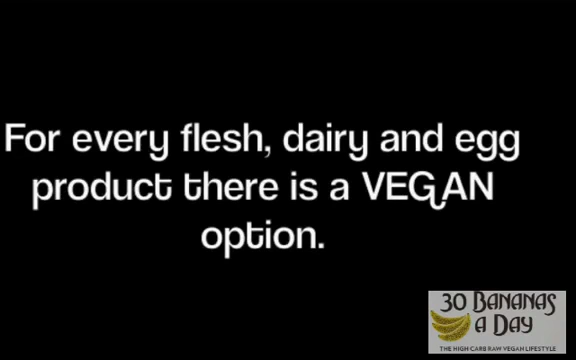 For every flesh, dairy and egg
product there is a VEGAN
option.
30 BANANAS
A DAY
THE HIGH CARB RAW VEGAN LIFESTYLE